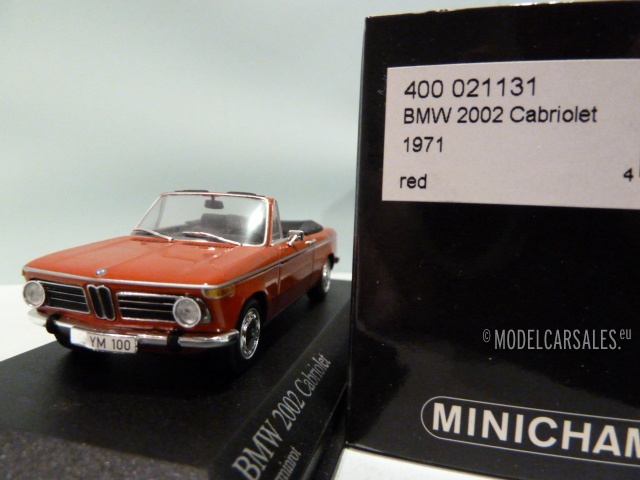 400 021131
BMW 2002 Cabriolet
1971
red
4
© MODELCARSALES.eu
MINICHAM
YM 100
BMW 2002 Cabriolet